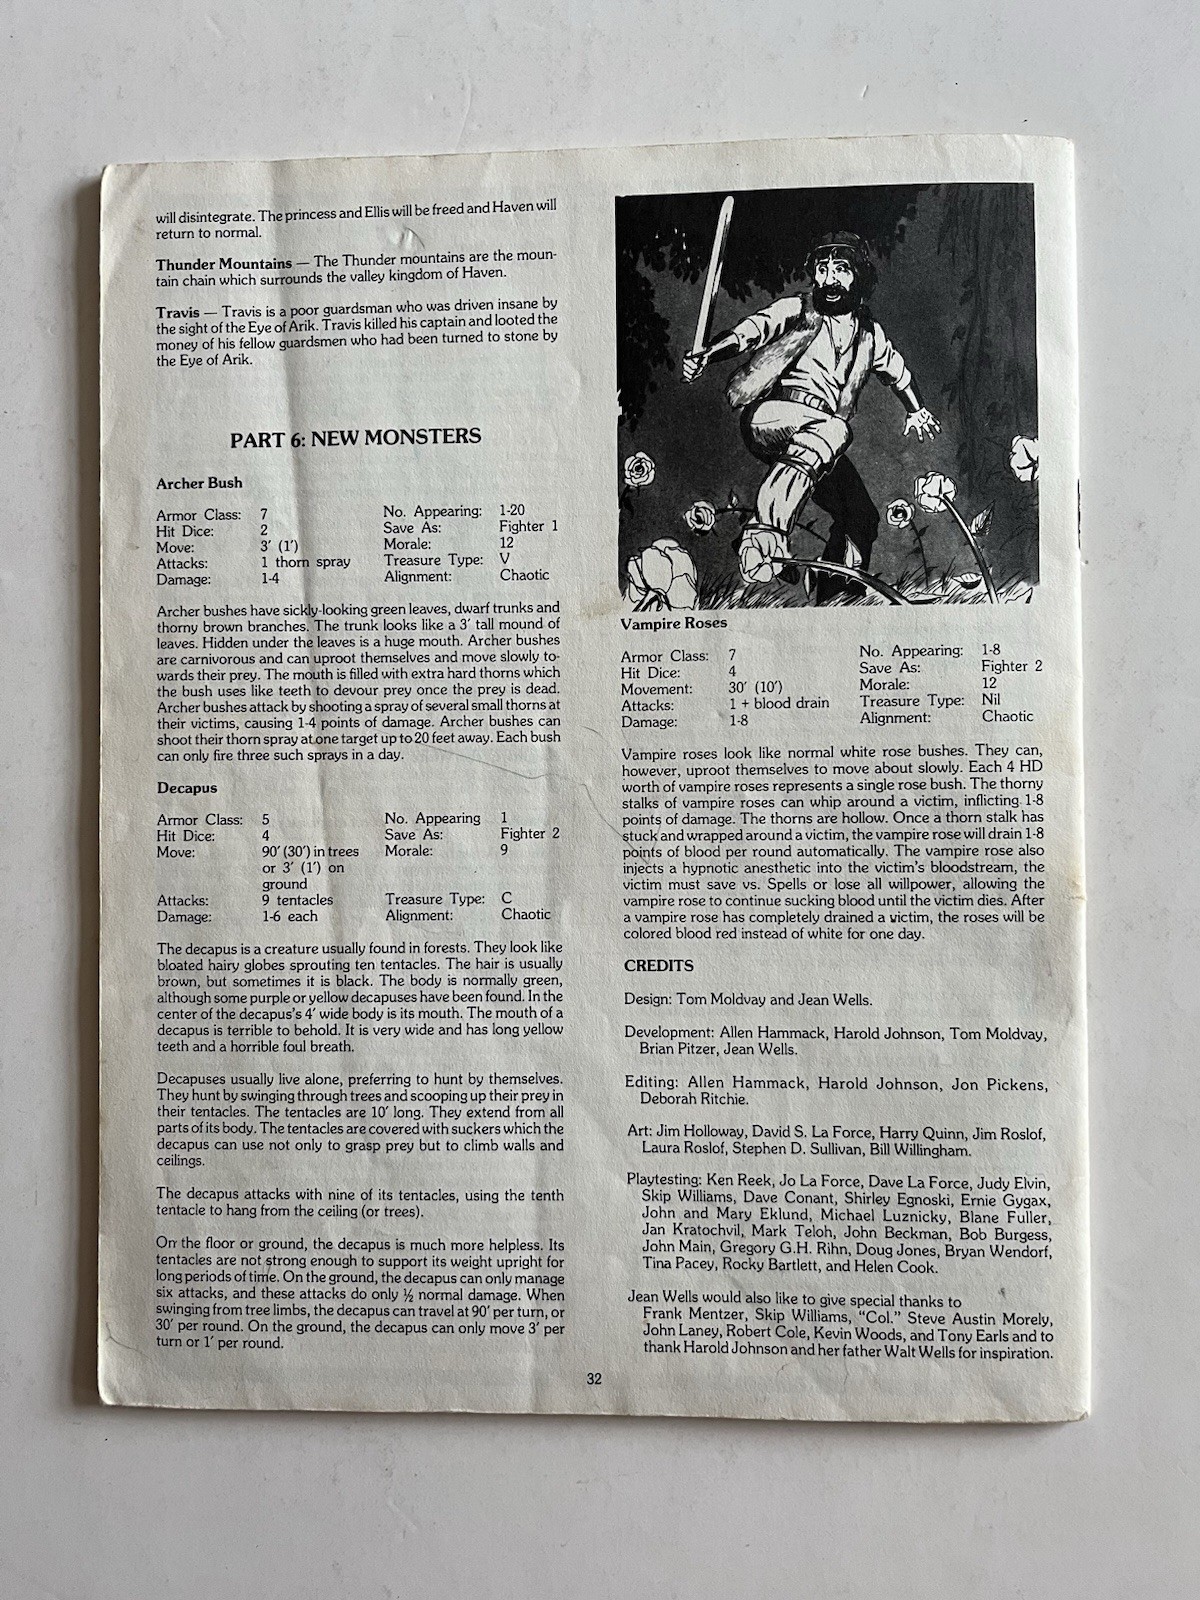 will disintegrate. The princess and Ellis will be freed and Haven will
return to normal.
Thunder Mountains — The Thunder mountains are the moun-
tain chain which surrounds the valley kingdom of Haven.
Travis — Travis is a poor guardsman who was driven insane by
the sight of the Eye of Arik. Travis killed his captain and looted the
money of his fellow guardsmen who had been turned to stone by
the Eye of Arik.
PART 6: NEW MONSTERS
Archer Bush
Armor Class: 7 No. Appearing: 1-20
Hit Dice: 2 Save As: Fighter 1
Move: 3′ (1′) Morale: 12
Attacks: 1 thorn spray Treasure Type: V
Damage: 1-4 Alignment: Chaotic
Archer bushes have sickly-looking green leaves, dwarf trunks and
thorny brown branches. The trunk looks like a 3′ tall mound of
leaves. Hidden under the leaves is a huge mouth. Archer bushes
are carnivorous and can uproot themselves and move slowly to-
wards their prey. The mouth is filled with extra hard thorns which
the bush uses like teeth to devour prey once the prey is dead.
Archer bushes attack by shooting a spray of several small thorns at
their victims, causing 1-4 points of damage. Archer bushes can
shoot their thorn spray at one target up to 20 feet away. Each bush
can only fire three such sprays in a day.
Decapus
Armor Class: 5 No. Appearing 1
Hit Dice: 4 Save As: Fighter 2
Move: 90′ (30′) in trees Morale: 9
or 3′ (1′) on
ground
Attacks: 9 tentacles Treasure Type: C
Damage: 1-6 each Alignment: Chaotic
The decapus is a creature usually found in forests. They look like
bloated hairy globes sprouting ten tentacles. The hair is usually
brown, but sometimes it is black. The body is normally green,
although some purple or yellow decapuses have been found. In the
center of the decapus's 4′ wide body is its mouth. The mouth of a
decapus is terrible to behold. It is very wide and has long yellow
teeth and a horrible foul breath.
Decapuses usually live alone, preferring to hunt by themselves.
They hunt by swinging through trees and scooping up their prey in
their tentacles. The tentacles are 10′ long. They extend from all
parts of its body. The tentacles are covered with suckers which the
decapus can use not only to grasp prey but to climb walls and
ceilings.
The decapus attacks with nine of its tentacles, using the tenth
tentacle to hang from the ceiling (or trees).
On the floor or ground, the decapus is much more helpless. Its
tentacles are not strong enough to support its weight upright for
long periods of time. On the ground, the decapus can only manage
six attacks, and these attacks do only ½ normal damage. When
swinging from tree limbs, the decapus can travel at 90′ per turn, or
30′ per round. On the ground, the decapus can only move 3′ per
turn or 1′ per round.
Vampire Roses
Armor Class: 7 No. Appearing: 1-8
Hit Dice: 4 Save As: Fighter 2
Movement: 30′ (10′) Morale: 12
Attacks: 1 + blood drain Treasure Type: Nil
Damage: 1-8 Alignment: Chaotic
Vampire roses look like normal white rose bushes. They can,
however, uproot themselves to move about slowly. Each 4 HD
worth of vampire roses represents a single rose bush. The thorny
stalks of vampire roses can whip around a victim, inflicting 1-8
points of damage. The thorns are hollow. Once a thorn stalk has
stuck and wrapped around a victim, the vampire rose will drain 1-8
points of blood per round automatically. The vampire rose also
injects a hypnotic anesthetic into the victim's bloodstream, the
victim must save vs. Spells or lose all willpower, allowing the
vampire rose to continue sucking blood until the victim dies. After
a vampire rose has completely drained a victim, the roses will be
colored blood red instead of white for one day.
CREDITS
Design: Tom Moldvay and Jean Wells.
Development: Allen Hammack, Harold Johnson, Tom Moldvay,
Brian Pitzer, Jean Wells.
Editing: Allen Hammack, Harold Johnson, Jon Pickens,
Deborah Ritchie.
Art: Jim Holloway, David S. La Force, Harry Quinn, Jim Roslof,
Laura Roslof, Stephen D. Sullivan, Bill Willingham.
Playtesting: Ken Reek, Jo La Force, Dave La Force, Judy Elvin,
Skip Williams, Dave Conant, Shirley Egnoski, Ernie Gygax,
John and Mary Eklund, Michael Luznicky, Blane Fuller,
Jan Kratochvil, Mark Teloh, John Beckman, Bob Burgess,
John Main, Gregory G.H. Rihn, Doug Jones, Bryan Wendorf,
Tina Pacey, Rocky Bartlett, and Helen Cook.
Jean Wells would also like to give special thanks to
Frank Mentzer, Skip Williams, "Col." Steve Austin Morely,
John Laney, Robert Cole, Kevin Woods, and Tony Earls and to
thank Harold Johnson and her father Walt Wells for inspiration.
32